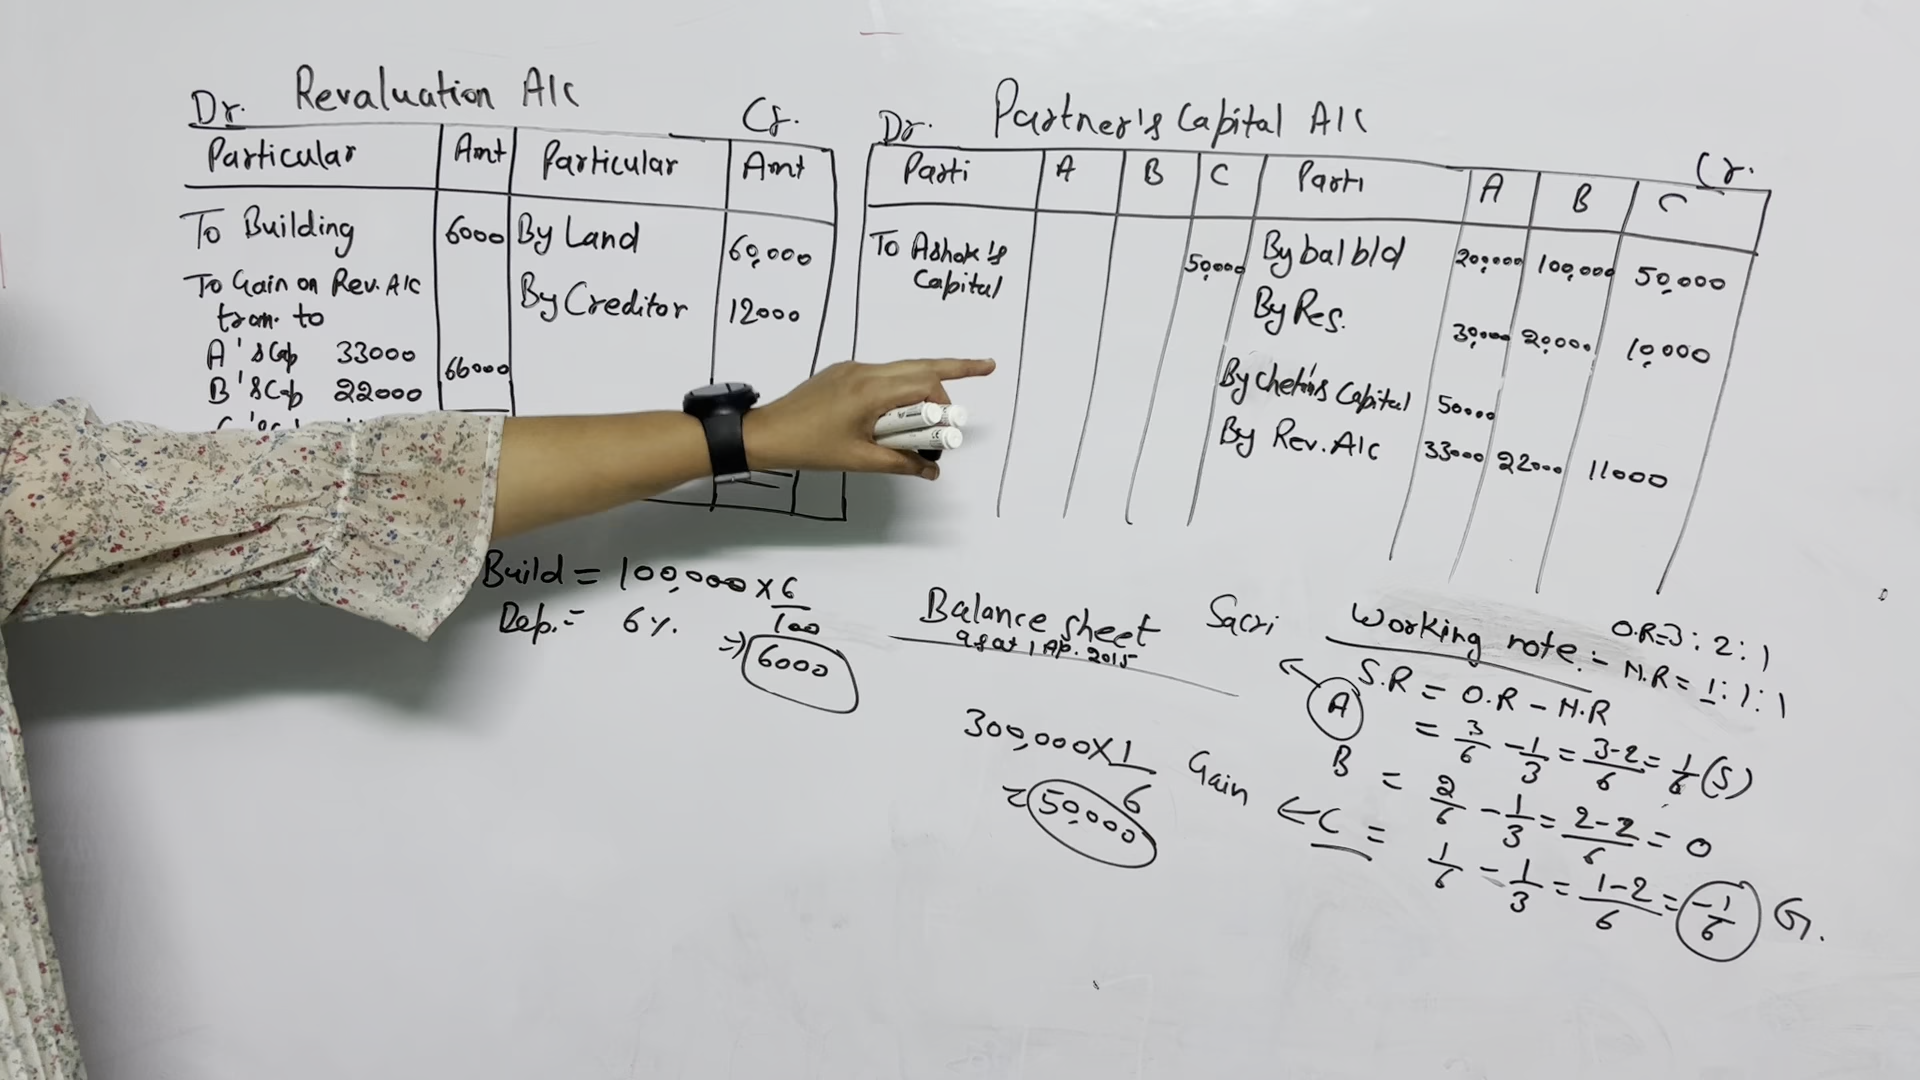 Dr. Revaluation A/c Cr.
Particular Amt Particular Amt
To Building 6000 By Land 60,000
To Gain on Rev. A/c By Creditor 12000
tran. to
A's Cap 33000 66000
B's Cap 22000
Dr. Partner's Capital A/c Cr.
Parti A B C Parti A B C
To Ashok's 50,000 By bal b/d 200,000 100,000 50,000
Capital By Res. 30,000 20,000 10,000
By Chetan's Capital 50000
By Rev. A/c 33000 22000 11000
Build = 100,000 x 6
100
Dep. = 6 %.
=) 6000
Balance sheet
as at 1 Ap. 2015
300,000 X 1
6
= 50,000
Sacri Working note :- O.R = 3 : 2 : 1
N.R = 1 : 1 : 1
S.R = O.R - N.R
A = 3/6 - 1/3 = 3-2/6 = 1/6 (S)
B = 2/6 - 1/3 = 2-2/6 = 0
Gain ← C = 1/6 - 1/3 = 1-2/6 = -1/6 G.